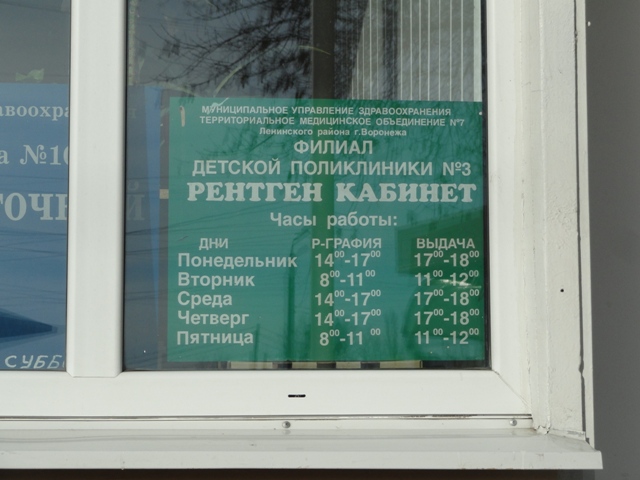 МУНИЦИПАЛЬНОЕ УПРАВЛЕНИЕ ЗДРАВООХРАНЕНИЯ
ТЕРРИТОРИАЛЬНОЕ МЕДИЦИНСКОЕ ОБЪЕДИНЕНИЕ №7
Ленинского района г.Воронежа
ФИЛИАЛ
ДЕТСКОЙ ПОЛИКЛИНИКИ №3
РЕНТГЕН КАБИНЕТ
Часы работы:
ДНИ Р-ГРАФИЯ ВЫДАЧА
Понедельник 14⁰⁰-17⁰⁰ 17⁰⁰-18⁰⁰
Вторник 8⁰⁰-11⁰⁰ 11⁰⁰-12⁰⁰
Среда 14⁰⁰-17⁰⁰ 17⁰⁰-18⁰⁰
Четверг 14⁰⁰-17⁰⁰ 17⁰⁰-18⁰⁰
Пятница 8⁰⁰-11⁰⁰ 11⁰⁰-12⁰⁰
СУББ